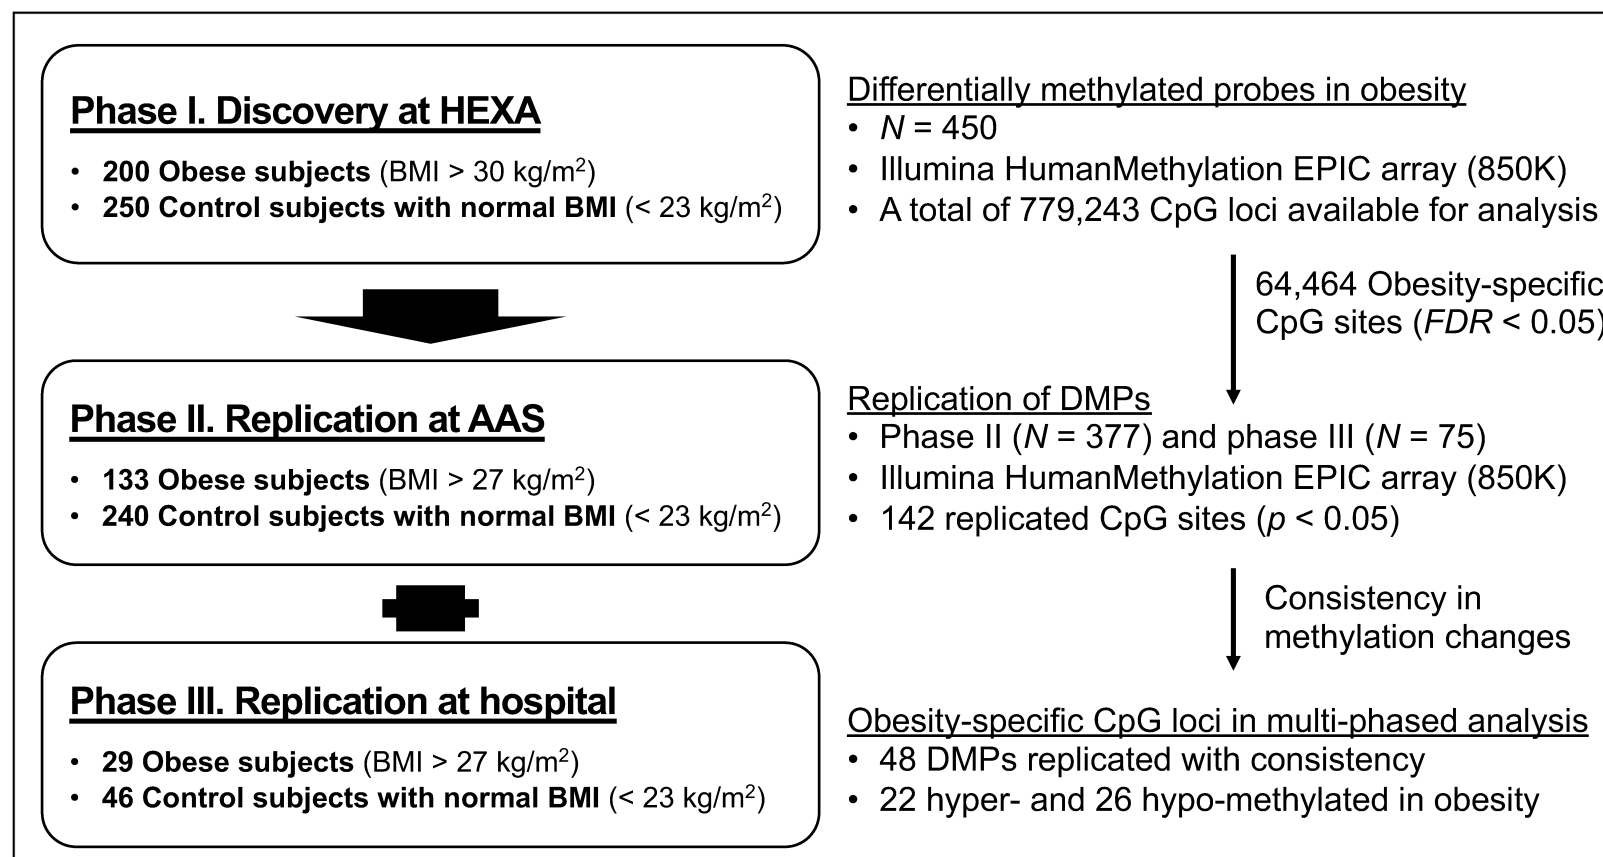 Phase I. Discovery at HEXA
• 200 Obese subjects (BMI > 30 kg/m²)
• 250 Control subjects with normal BMI (< 23 kg/m²)
Differentially methylated probes in obesity
• N = 450
• Illumina HumanMethylation EPIC array (850K)
• A total of 779,243 CpG loci available for analysis
64,464 Obesity-specific
CpG sites (FDR < 0.05)
Phase II. Replication at AAS
• 133 Obese subjects (BMI > 27 kg/m²)
• 240 Control subjects with normal BMI (< 23 kg/m²)
Replication of DMPs
• Phase II (N = 377) and phase III (N = 75)
• Illumina HumanMethylation EPIC array (850K)
• 142 replicated CpG sites (p < 0.05)
Consistency in
methylation changes
Phase III. Replication at hospital
• 29 Obese subjects (BMI > 27 kg/m²)
• 46 Control subjects with normal BMI (< 23 kg/m²)
Obesity-specific CpG loci in multi-phased analysis
• 48 DMPs replicated with consistency
• 22 hyper- and 26 hypo-methylated in obesity